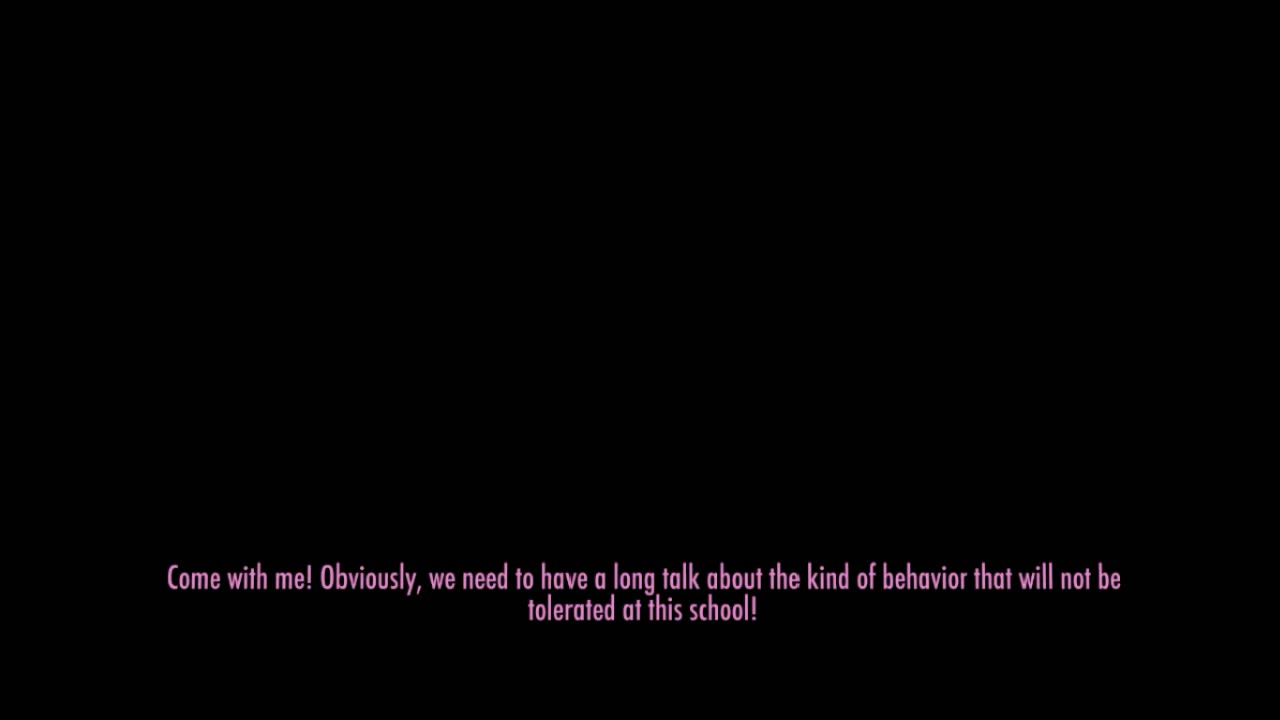 Come with me! Obviously, we need to have a long talk about the kind of behavior that will not be
tolerated at this school!